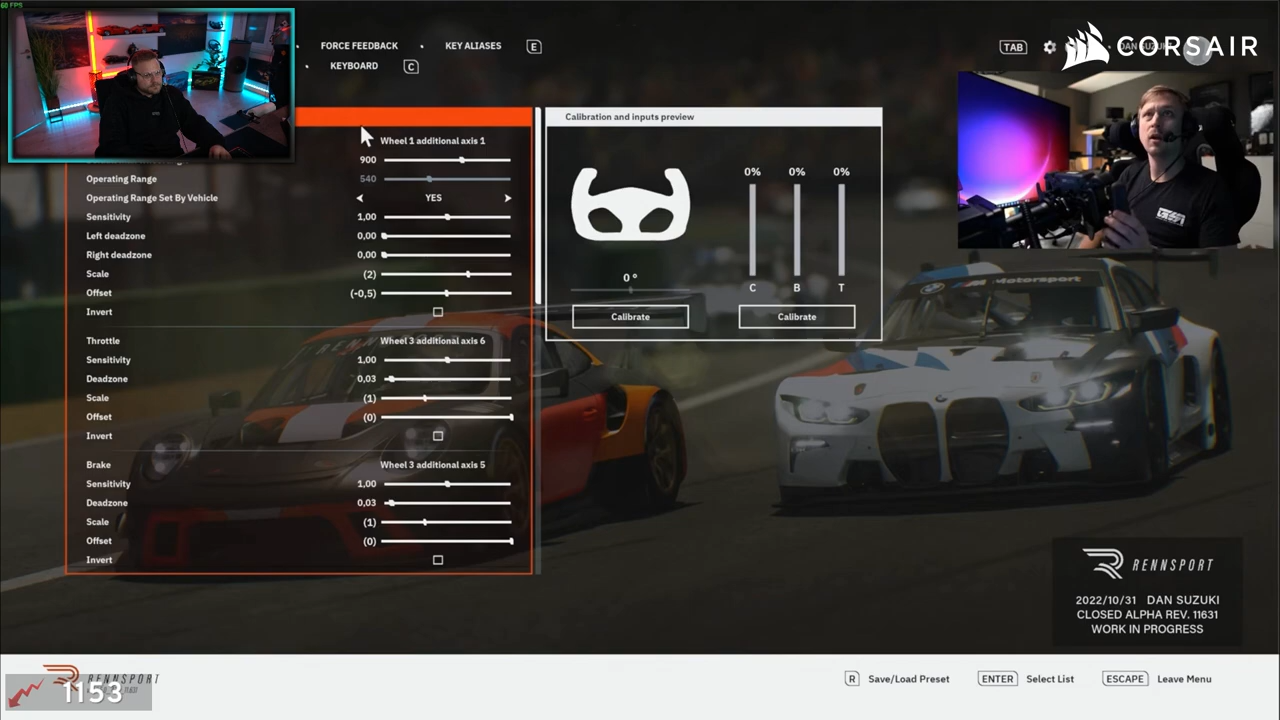 60 FPS
FORCE FEEDBACK
KEY ALIASES
E
KEYBOARD
C
TAB
CORSAIR
Calibration and inputs preview
Wheel 1 additional axis 1
900
Operating Range
540
Operating Range Set By Vehicle
YES
Sensitivity
1,00
Left deadzone
0,00
Right deadzone
0,00
Scale
(2)
Offset
(-0,5)
Invert
0%
0%
0%
0 °
C
B
T
Calibrate
Calibrate
Throttle
Wheel 3 additional axis 6
Sensitivity
1,00
Deadzone
0,03
Scale
(1)
Offset
(0)
Invert
Brake
Wheel 3 additional axis 5
Sensitivity
1,00
Deadzone
0,03
Scale
(1)
Offset
(0)
Invert
Motorsport
RENNSPORT
2022/10/31 DAN SUZUKI
CLOSED ALPHA REV. 11631
WORK IN PROGRESS
RENNSPORT
1153
R
Save/Load Preset
ENTER
Select List
ESCAPE
Leave Menu